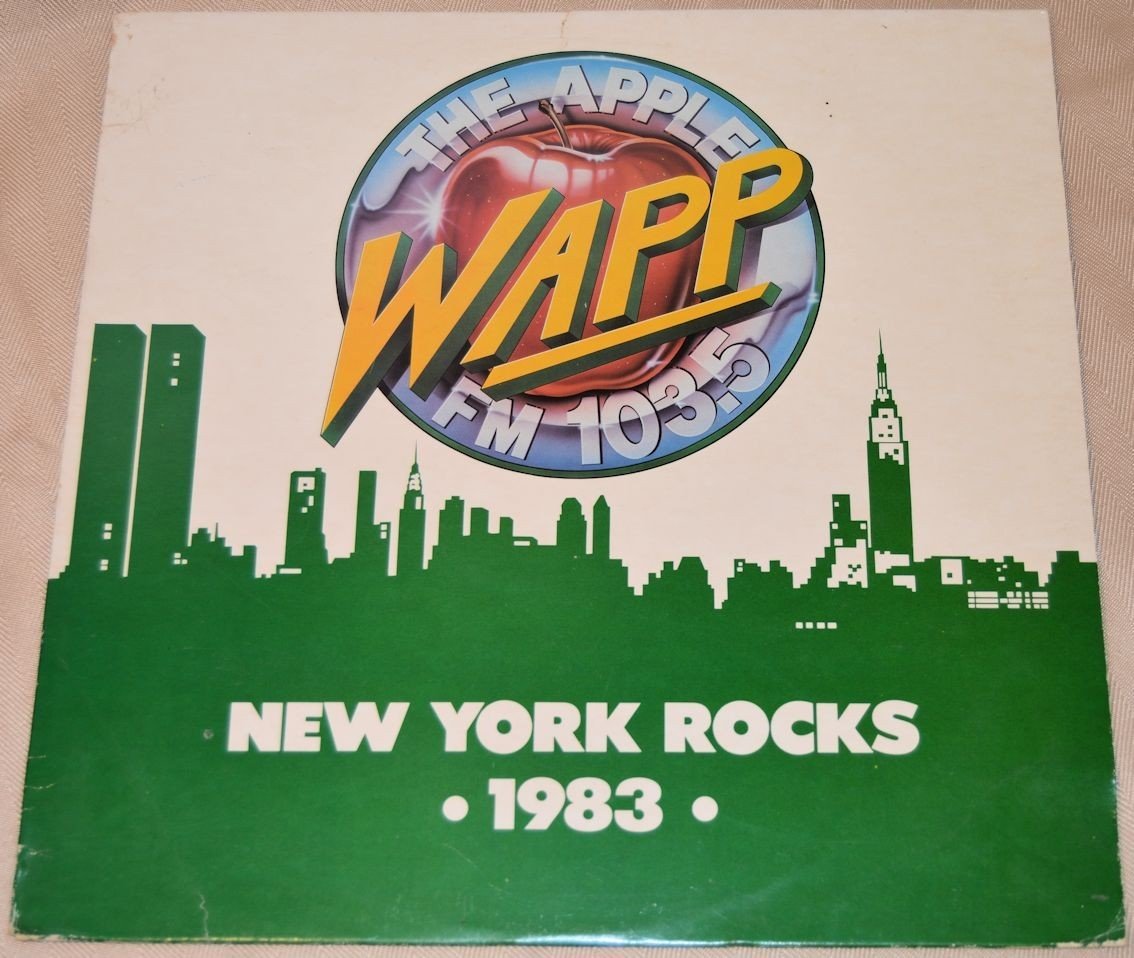 THE APPLE
WAPP
FM 103.5
NEW YORK ROCKS
• 1983 •